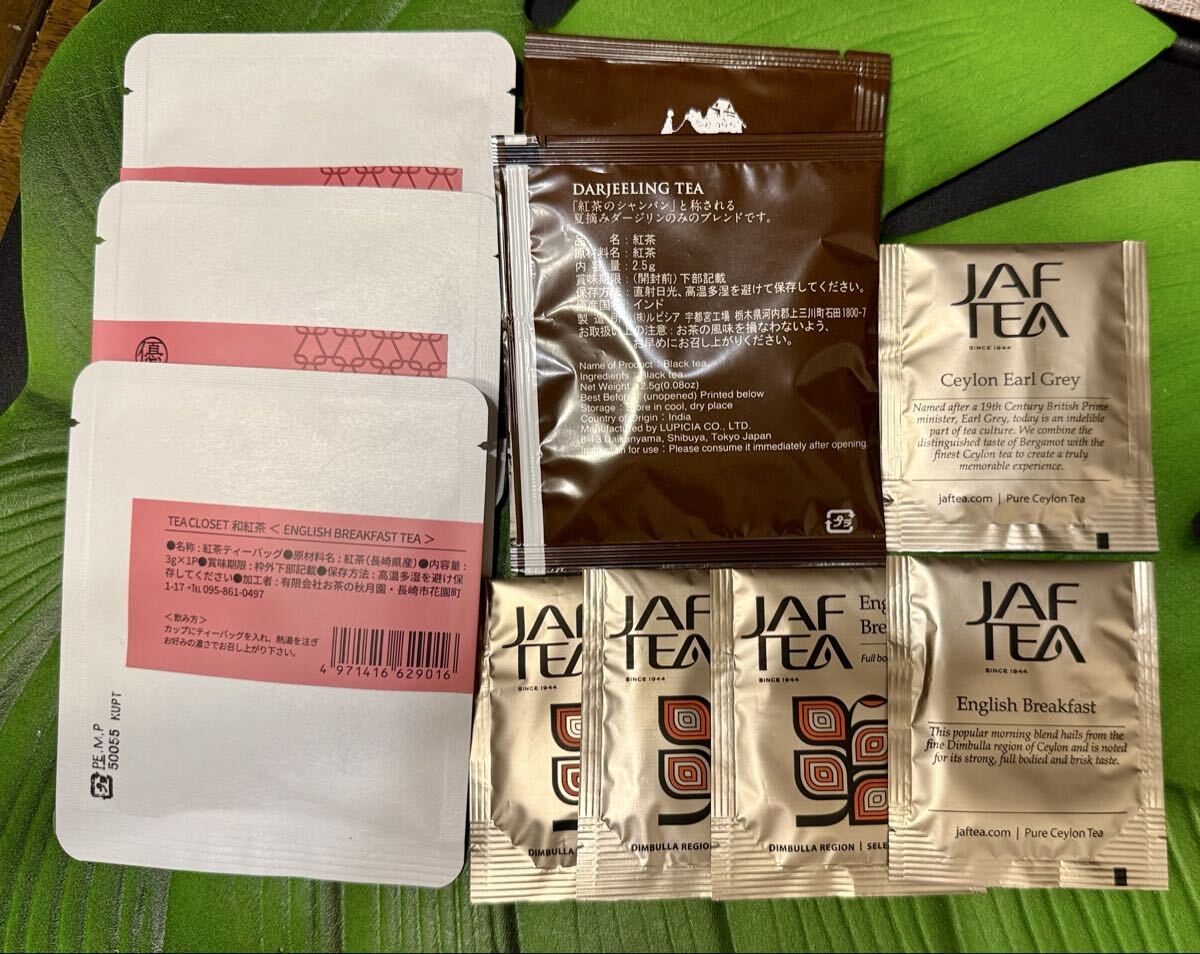 優
TEA CLOSET 和紅茶 < ENGLISH BREAKFAST TEA >
●名称:紅茶ティーバッグ●原材料名:紅茶(長崎県産)●内容量:
3g×1P●賞味期限:枠外下部記載●保存方法:高温多湿を避け保
存してください●加工者:有限会社お茶の秋月園・長崎市花園町
1-17・℡095-861-0497
<飲み方>
カップにティーバッグを入れ、熱湯を注ぎ
お好みの濃さでお召し上がり下さい。
4 971416 629016
PE.M.P
50055 KUPT
プラ
DARJEELING TEA
「紅茶のシャンパン」と称される
夏摘みダージリンのみのブレンドです。
品 名:紅茶
原材料名:紅茶
内容量:2.5g
賞味期限:(開封前)下部記載
保存方法:直射日光、高温多湿を避けて保存してください。
原産国名:インド
製造所:㈱ルピシア 宇都宮工場 栃木県河内郡上三川町石田1800-7
お取扱い上の注意:お茶の風味を損なわないよう、
お早めにお召し上がりください。
Name of Product:Black tea
Ingredients:Black tea
Net Weight:2.5g(0.08oz)
Best Before:(unopened) Printed below
Storage:Store in cool, dry place
Country of Origin:India
Manufactured by LUPICIA CO., LTD.
8-13 Daikanyama, Shibuya, Tokyo Japan
Instruction for use:Please consume it immediately after opening.
プラ
JAF
TEA
SINCE 1944
Ceylon Earl Grey
Named after a 19th Century British Prime
minister, Earl Grey, today is an indelible
part of tea culture. We combine the
distinguished taste of Bergamot with the
finest Ceylon tea to create a truly
memorable experience.
jaftea.com | Pure Ceylon Tea
JAF
TEA
SINCE 1944
DIMBULLA
JAF
TEA
SINCE 1944
DIMBULLA REGIO
JAF
TEA
SINCE 1944
Eng
Bre
Full bo
DIMBULLA REGION | SELE
JAF
TEA
SINCE 1944
English Breakfast
This popular morning blend hails from the
fine Dimbulla region of Ceylon and is noted
for its strong, full bodied and brisk taste.
jaftea.com | Pure Ceylon Tea